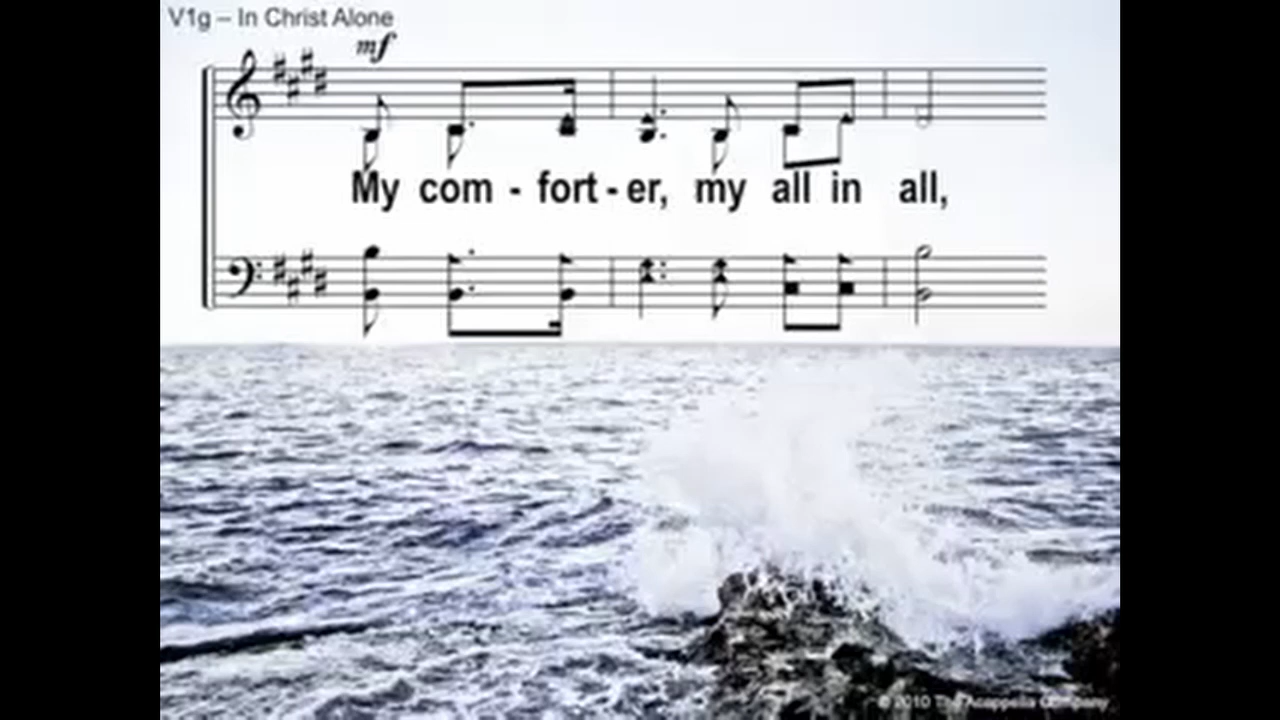 V1g – In Christ Alone
mf
My com - fort - er, my all in all,
© 2010 The Acappella Company